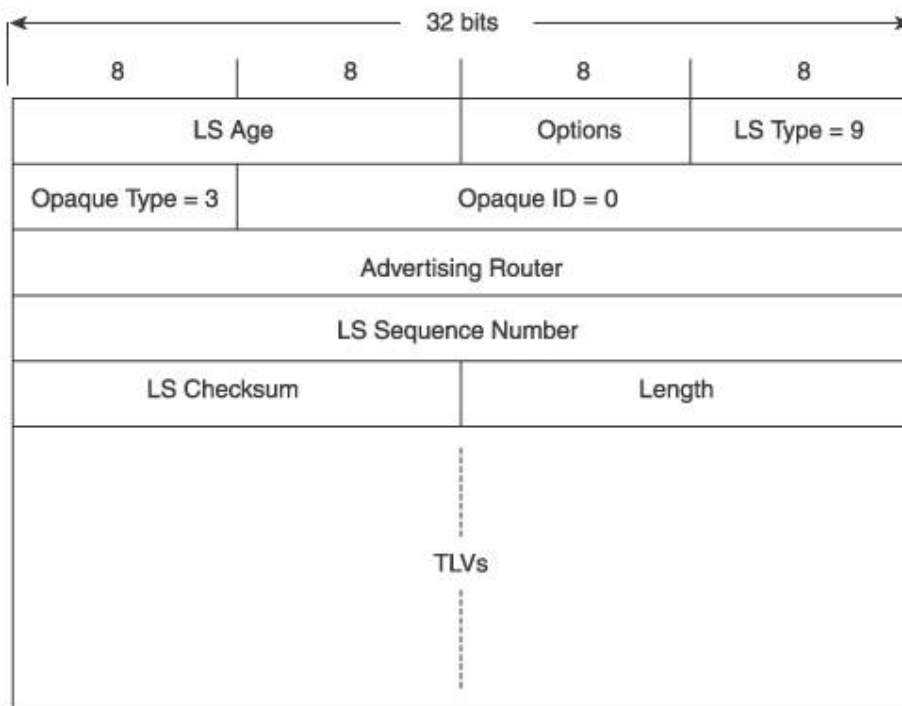 32 bits
8 8 8 8
LS Age Options LS Type = 9
Opaque Type = 3 Opaque ID = 0
Advertising Router
LS Sequence Number
LS Checksum Length
TLVs